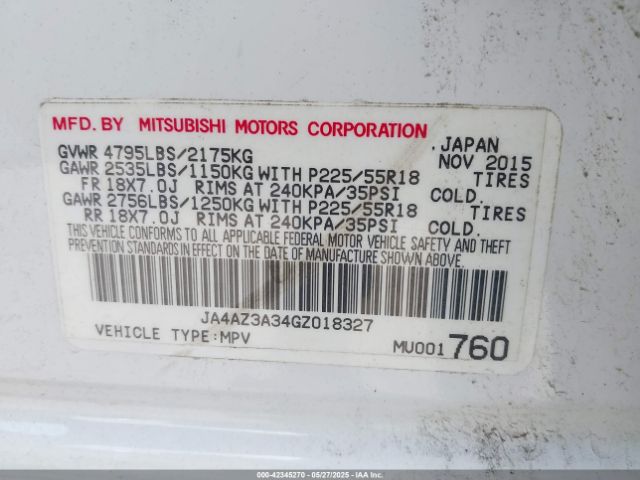 MFD. BY MITSUBISHI MOTORS CORPORATION
. JAPAN
GVWR 4795LBS/2175KG NOV 2015
GAWR 2535LBS/1150KG WITH P225/55R18 TIRES
FR 18X7.0J RIMS AT 240KPA/35PSI COLD.
GAWR 2756LBS/1250KG WITH P225/55R18 TIRES
RR 18X7.0J RIMS AT 240KPA/35PSI COLD.
THIS VEHICLE CONFORMS TO ALL APPLICABLE FEDERAL MOTOR VEHICLE SAFETY AND THEFT
PREVENTION STANDARDS IN EFFECT ON THE DATE OF MANUFACTURE SHOWN ABOVE.
JA4AZ3A34GZ018327
VEHICLE TYPE:MPV MU001 760
000-42345270 05/27/2025 IAAI.COM